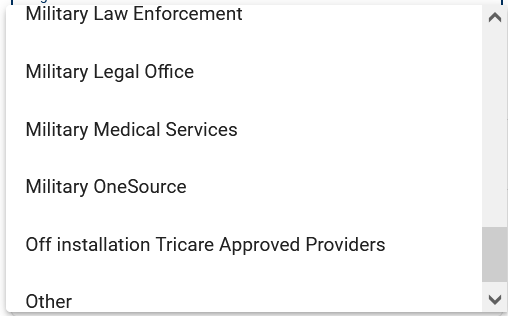 Military Law Enforcement
Military Legal Office
Military Medical Services
Military OneSource
Off installation Tricare Approved Providers
Other